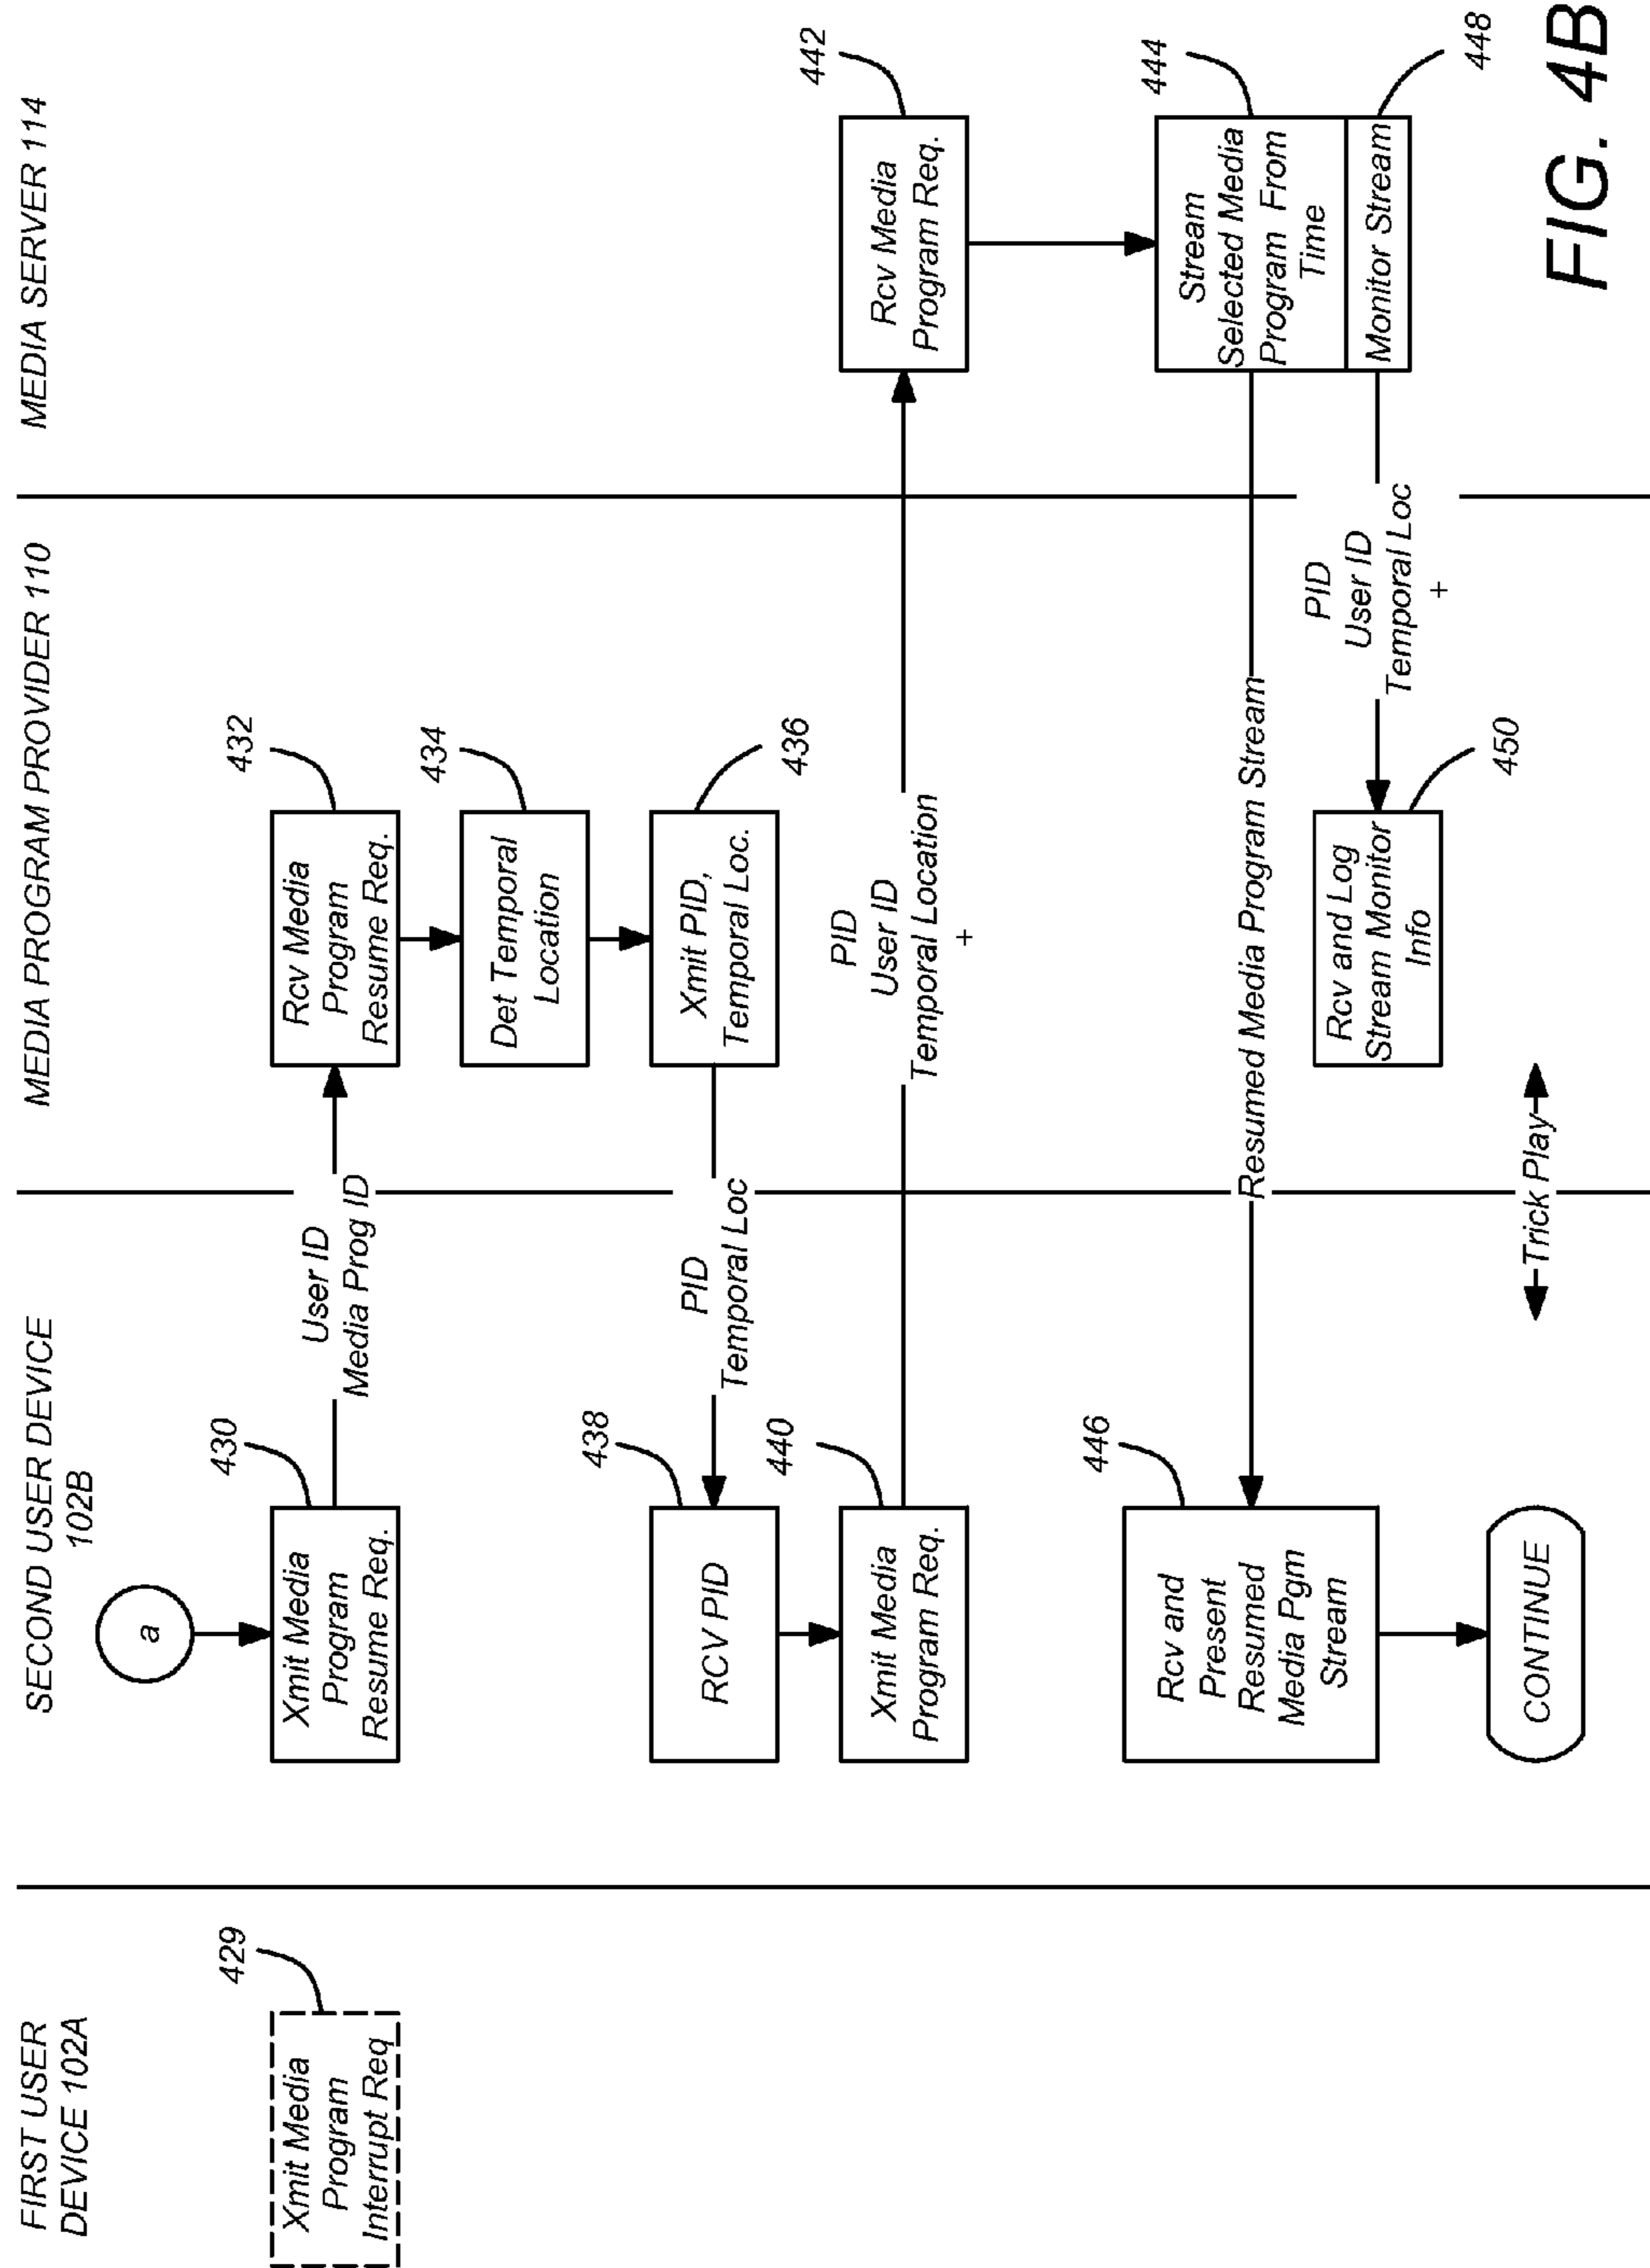 FIRST USER
DEVICE 102A
SECOND USER DEVICE
102B
MEDIA PROGRAM PROVIDER 110
MEDIA SERVER 114
429
Xmit Media
Program
Interrupt Req
a
430
Xmit Media
Program
Resume Req.
User ID
Media Prog ID
432
Rcv Media
Program
Resume Req.
434
Det Temporal
Location
436
Xmit PID,
Temporal Loc.
PID
Temporal Loc
438
RCV PID
440
Xmit Media
Program Req.
PID
User ID
Temporal Location
+
442
Rcv Media
Program Req.
444
Stream
Selected Media
Program From
Time
448
Monitor Stream
Resumed Media Program Stream
446
Rcv and
Present
Resumed
Media Pgm
Stream
PID
User ID
Temporal Loc
+
450
Rcv and Log
Stream Monitor
Info
CONTINUE
Trick Play
FIG. 4B